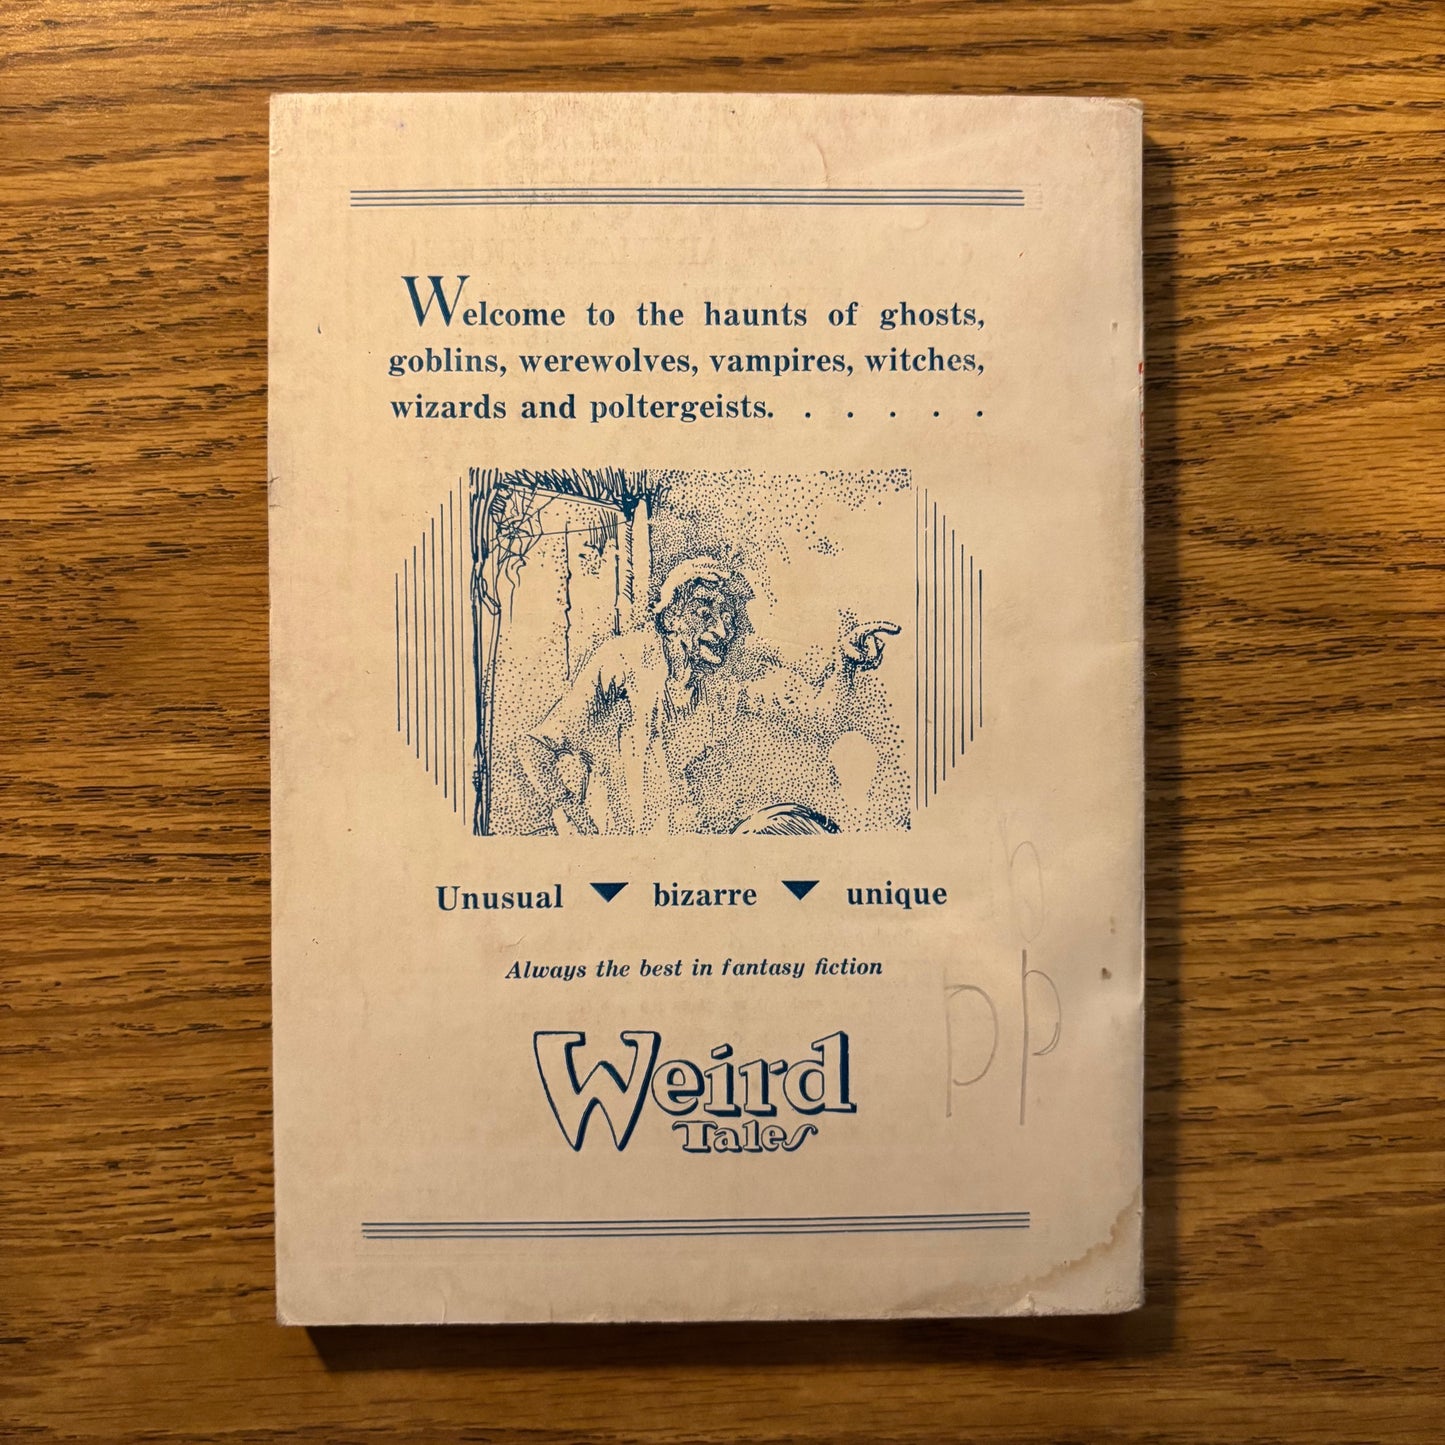 Welcome to the haunts of ghosts,
goblins, werewolves, vampires, witches,
wizards and poltergeists. . . . . .
Unusual ▼ bizarre ▼ unique
Always the best in fantasy fiction
Weird
Tales